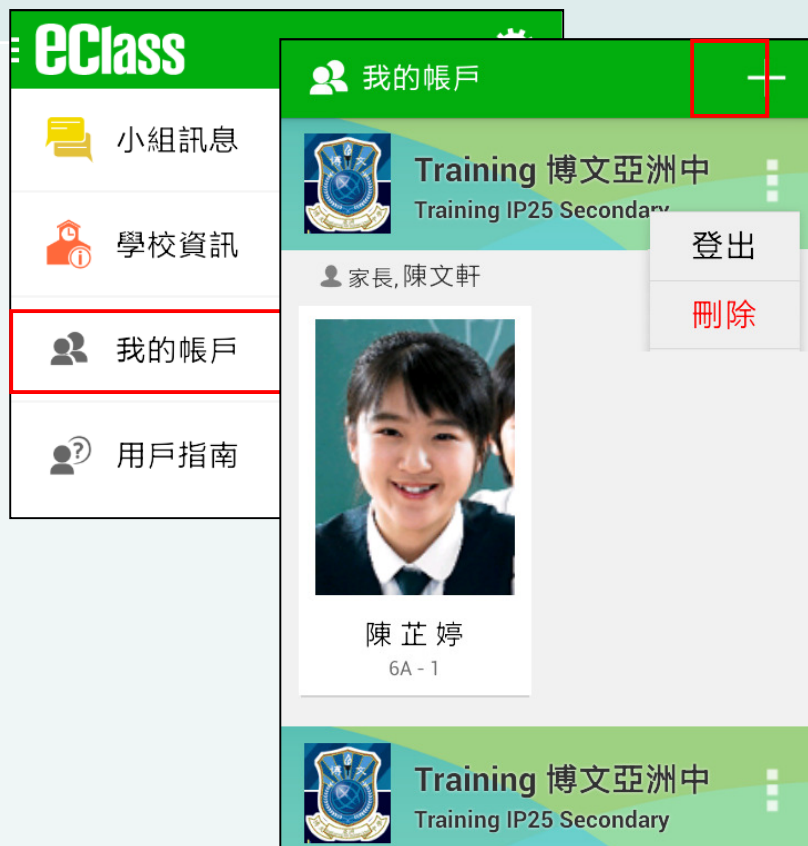 eClass
小組訊息
學校資訊
我的帳戶
用戶指南
我的帳戶
Training 博文亞洲中
Training IP25 Secondary
登出
刪除
家長,陳文軒
陳芷婷
6A - 1
Training 博文亞洲中
Training IP25 Secondary